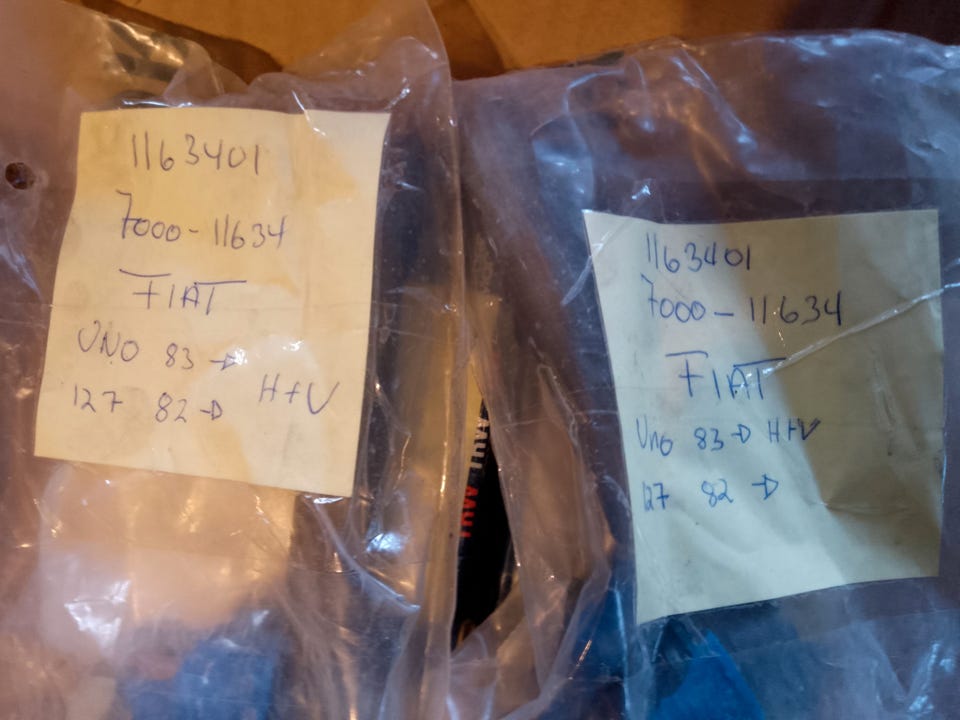 1163401
7000-11634
FIAT
UNO 83 →
127 82 → H+V
1163401
7000-11634
FIAT
Uno 83 → H+V
127 82 →